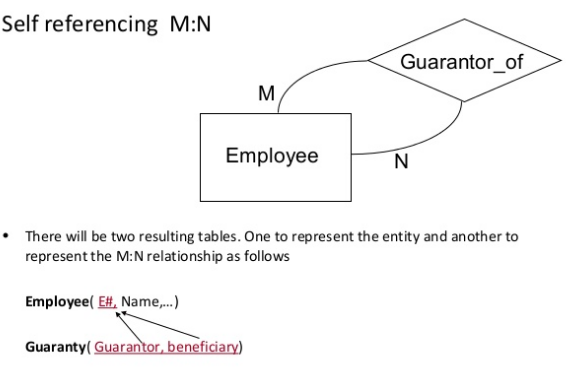 Self referencing M:N
Guarantor_of
M
Employee
N
• There will be two resulting tables. One to represent the entity and another to
represent the M:N relationship as follows
Employee( E#, Name,...)
Guaranty( Guarantor, beneficiary)